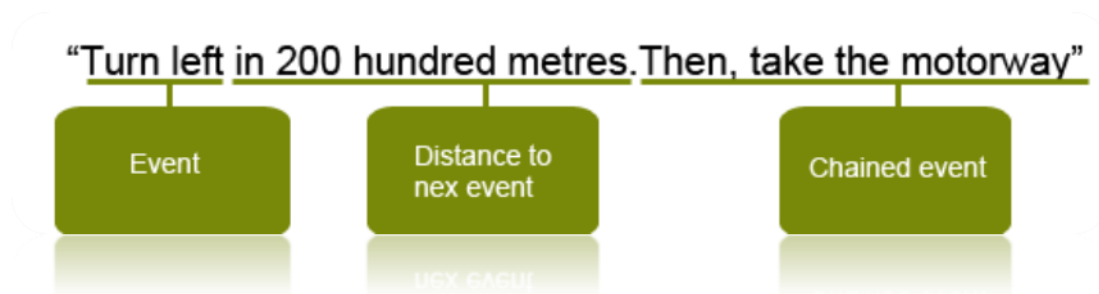 “Turn left in 200 hundred metres.Then, take the motorway”
Event
Distance to
nex event
Chained event